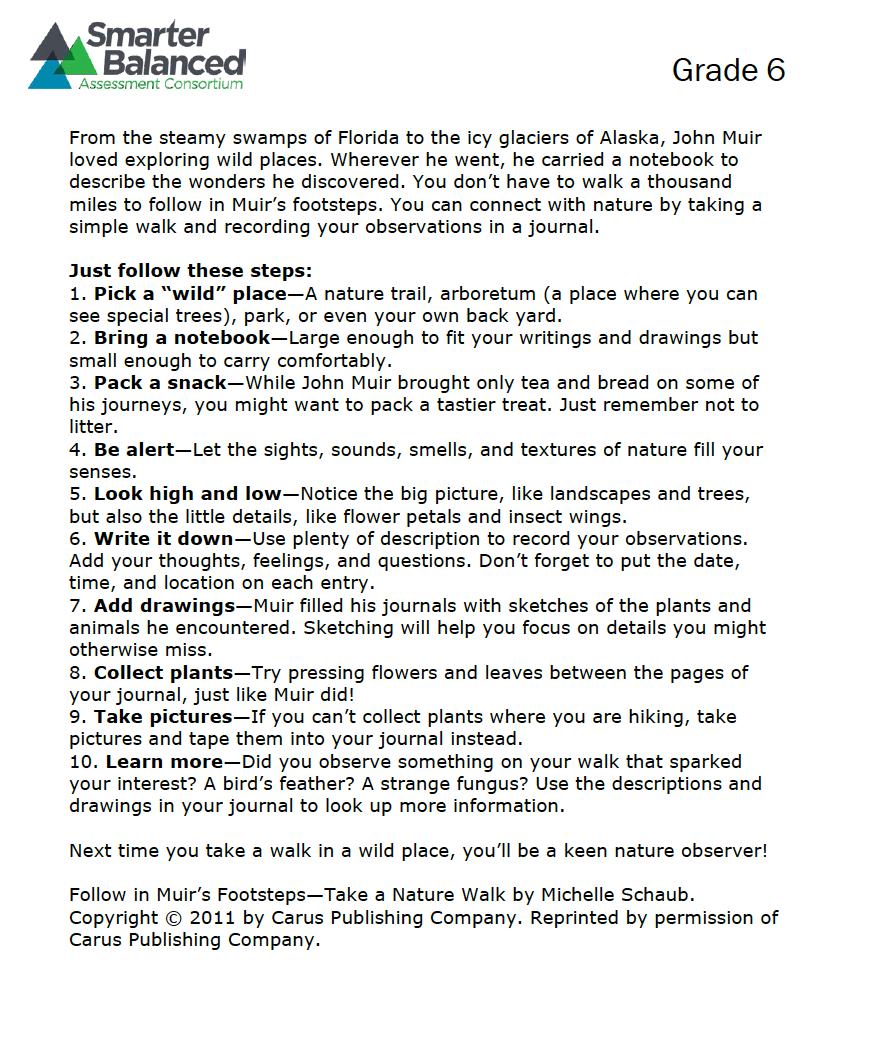 Smarter
Balanced
Assessment Consortium
Grade 6
From the steamy swamps of Florida to the icy glaciers of Alaska, John Muir
loved exploring wild places. Wherever he went, he carried a notebook to
describe the wonders he discovered. You don’t have to walk a thousand
miles to follow in Muir’s footsteps. You can connect with nature by taking a
simple walk and recording your observations in a journal.
Just follow these steps:
1. Pick a “wild” place—A nature trail, arboretum (a place where you can
see special trees), park, or even your own back yard.
2. Bring a notebook—Large enough to fit your writings and drawings but
small enough to carry comfortably.
3. Pack a snack—While John Muir brought only tea and bread on some of
his journeys, you might want to pack a tastier treat. Just remember not to
litter.
4. Be alert—Let the sights, sounds, smells, and textures of nature fill your
senses.
5. Look high and low—Notice the big picture, like landscapes and trees,
but also the little details, like flower petals and insect wings.
6. Write it down—Use plenty of description to record your observations.
Add your thoughts, feelings, and questions. Don’t forget to put the date,
time, and location on each entry.
7. Add drawings—Muir filled his journals with sketches of the plants and
animals he encountered. Sketching will help you focus on details you might
otherwise miss.
8. Collect plants—Try pressing flowers and leaves between the pages of
your journal, just like Muir did!
9. Take pictures—If you can’t collect plants where you are hiking, take
pictures and tape them into your journal instead.
10. Learn more—Did you observe something on your walk that sparked
your interest? A bird’s feather? A strange fungus? Use the descriptions and
drawings in your journal to look up more information.
Next time you take a walk in a wild place, you’ll be a keen nature observer!
Follow in Muir’s Footsteps—Take a Nature Walk by Michelle Schaub.
Copyright © 2011 by Carus Publishing Company. Reprinted by permission of
Carus Publishing Company.